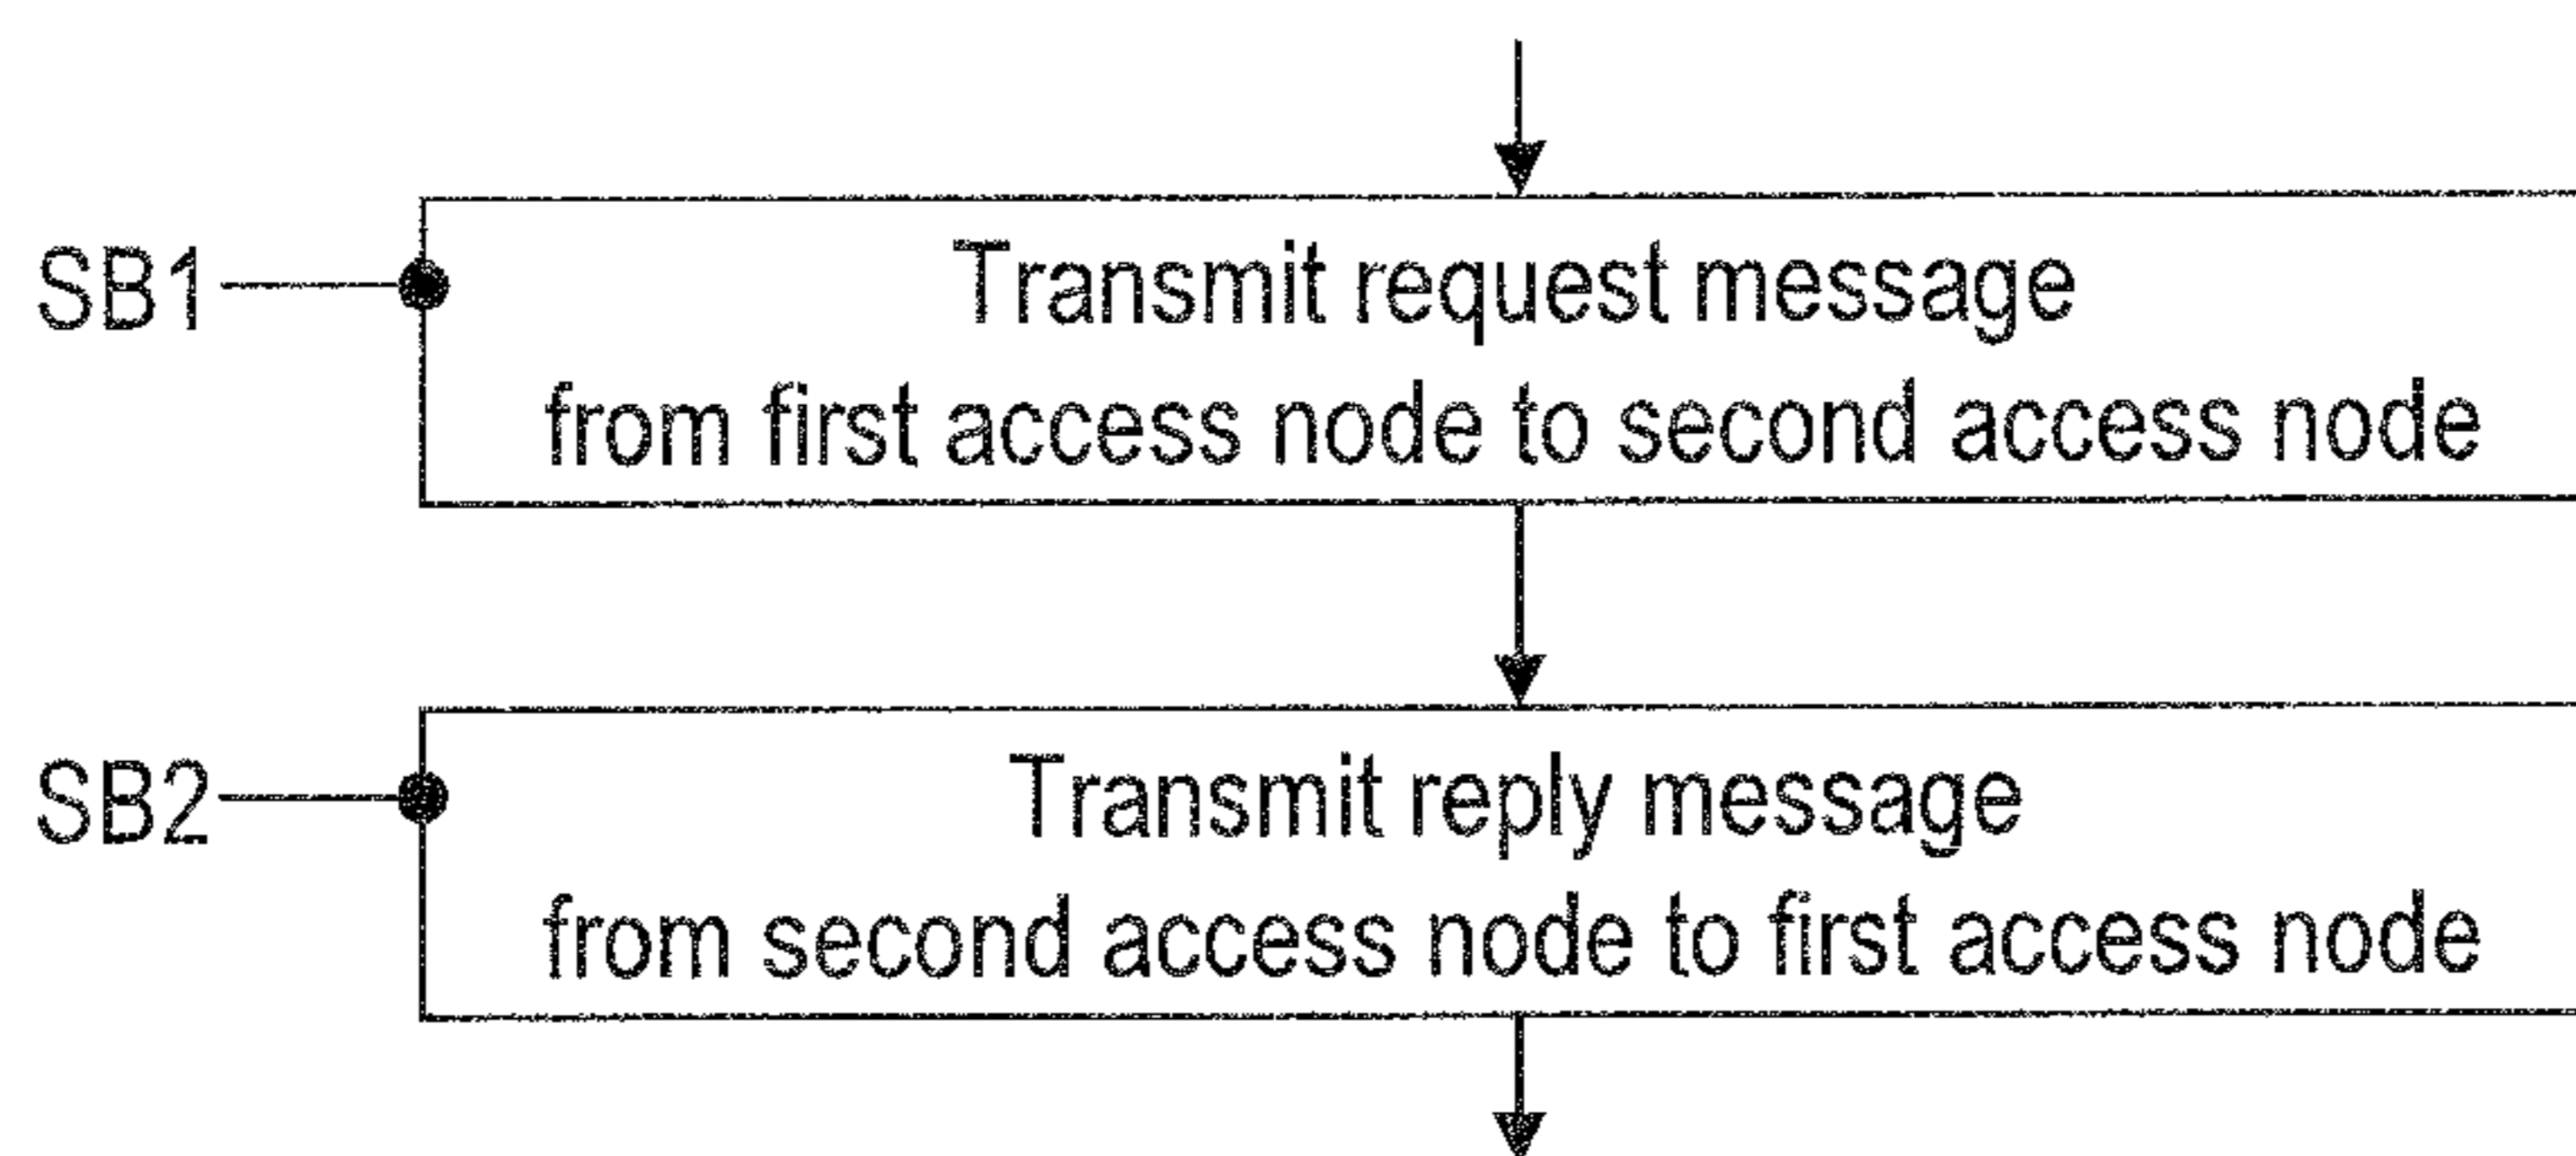 SB1
Transmit request message
from first access node to second access node
SB2
Transmit reply message
from second access node to first access node